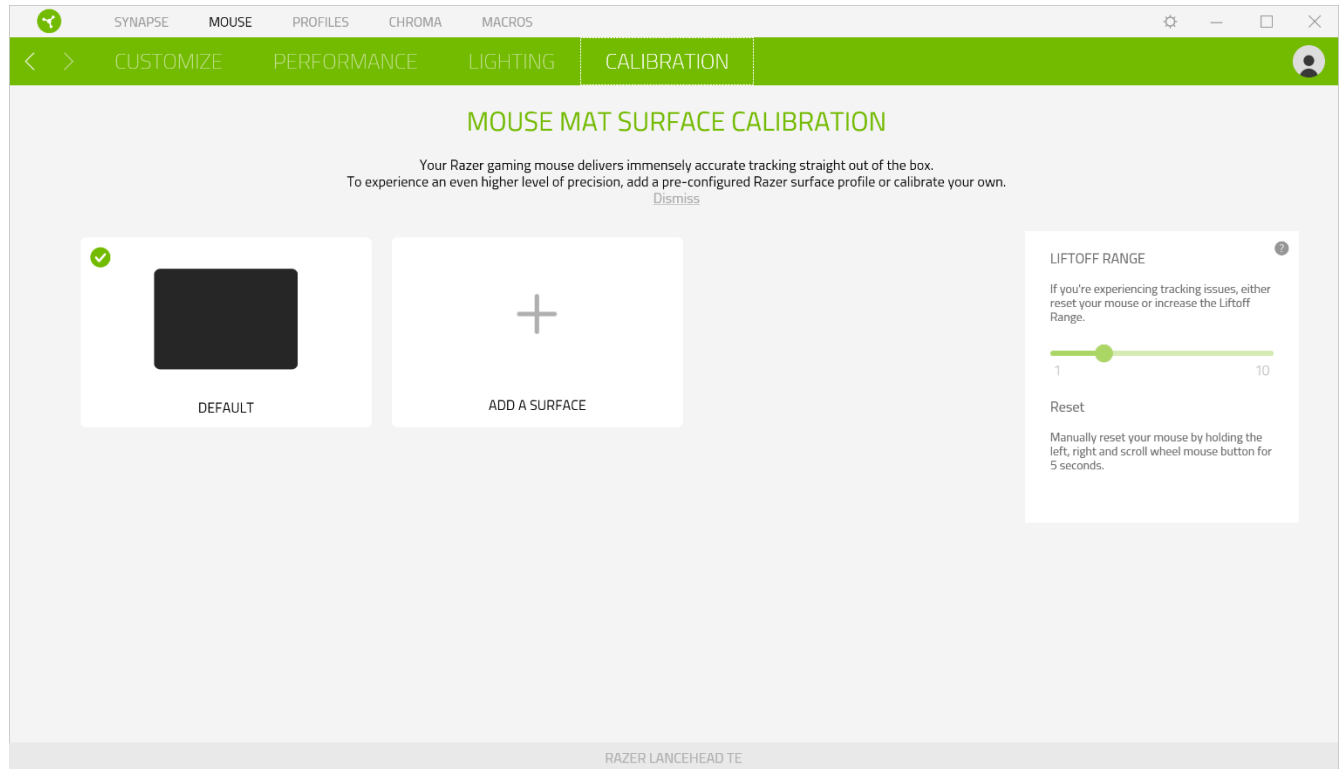 SYNAPSE MOUSE PROFILES CHROMA MACROS
CUSTOMIZE PERFORMANCE LIGHTING CALIBRATION
MOUSE MAT SURFACE CALIBRATION
Your Razer gaming mouse delivers immensely accurate tracking straight out of the box.
To experience an even higher level of precision, add a pre-configured Razer surface profile or calibrate your own.
Dismiss
DEFAULT
ADD A SURFACE
LIFTOFF RANGE
?
If you're experiencing tracking issues, either
reset your mouse or increase the Liftoff
Range.
1 10
Reset
Manually reset your mouse by holding the
left, right and scroll wheel mouse button for
5 seconds.
RAZER LANCEHEAD TE